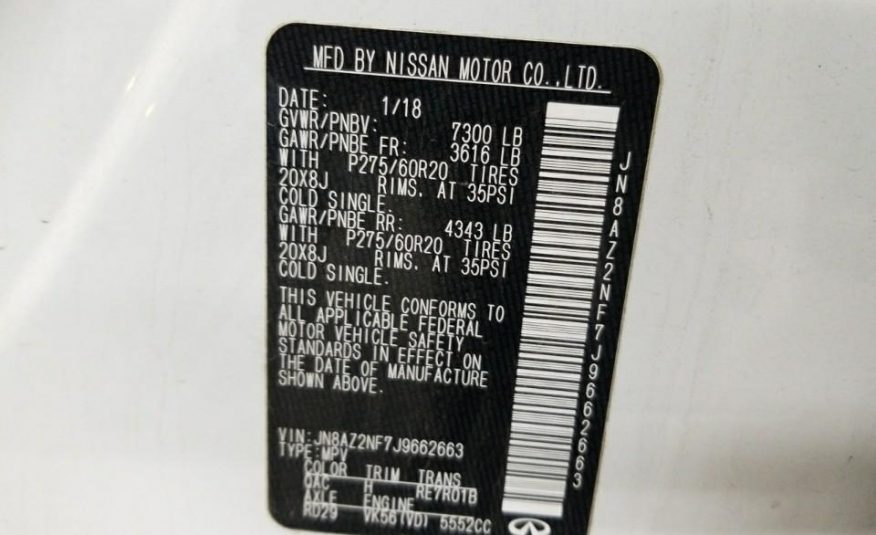 MFD BY NISSAN MOTOR CO.,LTD.
DATE: 1/18
GVWR/PNBV: 7300 LB
GAWR/PNBE FR: 3616 LB
WITH P275/60R20 TIRES
20X8J RIMS. AT 35PSI
COLD SINGLE.
GAWR/PNBE RR: 4343 LB
WITH P275/60R20 TIRES
20X8J RIMS. AT 35PSI
COLD SINGLE.
THIS VEHICLE CONFORMS TO
ALL APPLICABLE FEDERAL
MOTOR VEHICLE SAFETY
STANDARDS IN EFFECT ON
THE DATE OF MANUFACTURE
SHOWN ABOVE.
VIN:JN8AZ2NF7J9662663
TYPE:MPV
COLOR TRIM TRANS
QAC H RE7R01B
AXLE ENGINE
RD29 VK56(VD) 5552CC
JN8AZ2NF7J9662663